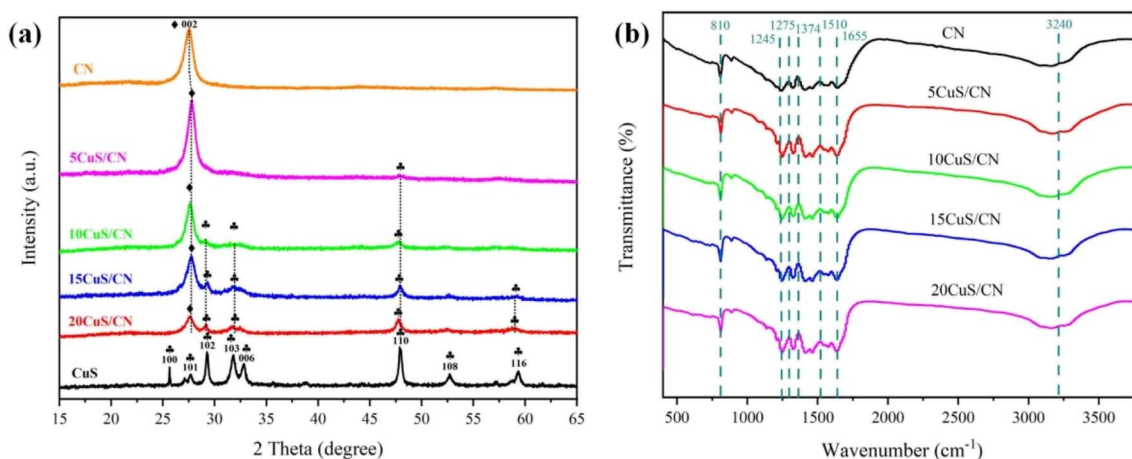 (a)
♦ 002
CN
♦
5CuS/CN
♣
♦
10CuS/CN
♣ ♣ ♣
♦
15CuS/CN
♣ ♣ ♣ ♣
♦
20CuS/CN
♣ ♣ ♣ ♣
CuS
♣ 100
♣ 101
♣ 102
♣ 103
♣ 006
♣ 110
♣ 108
♣ 116
15 20 25 30 35 40 45 50 55 60 65
2 Theta (degree)
Intensity (a.u.)
(b)
810 1245 1275 1374 1510 1655 3240
CN
5CuS/CN
10CuS/CN
15CuS/CN
20CuS/CN
500 1000 1500 2000 2500 3000 3500
Wavenumber (cm⁻¹)
Transmittance (%)